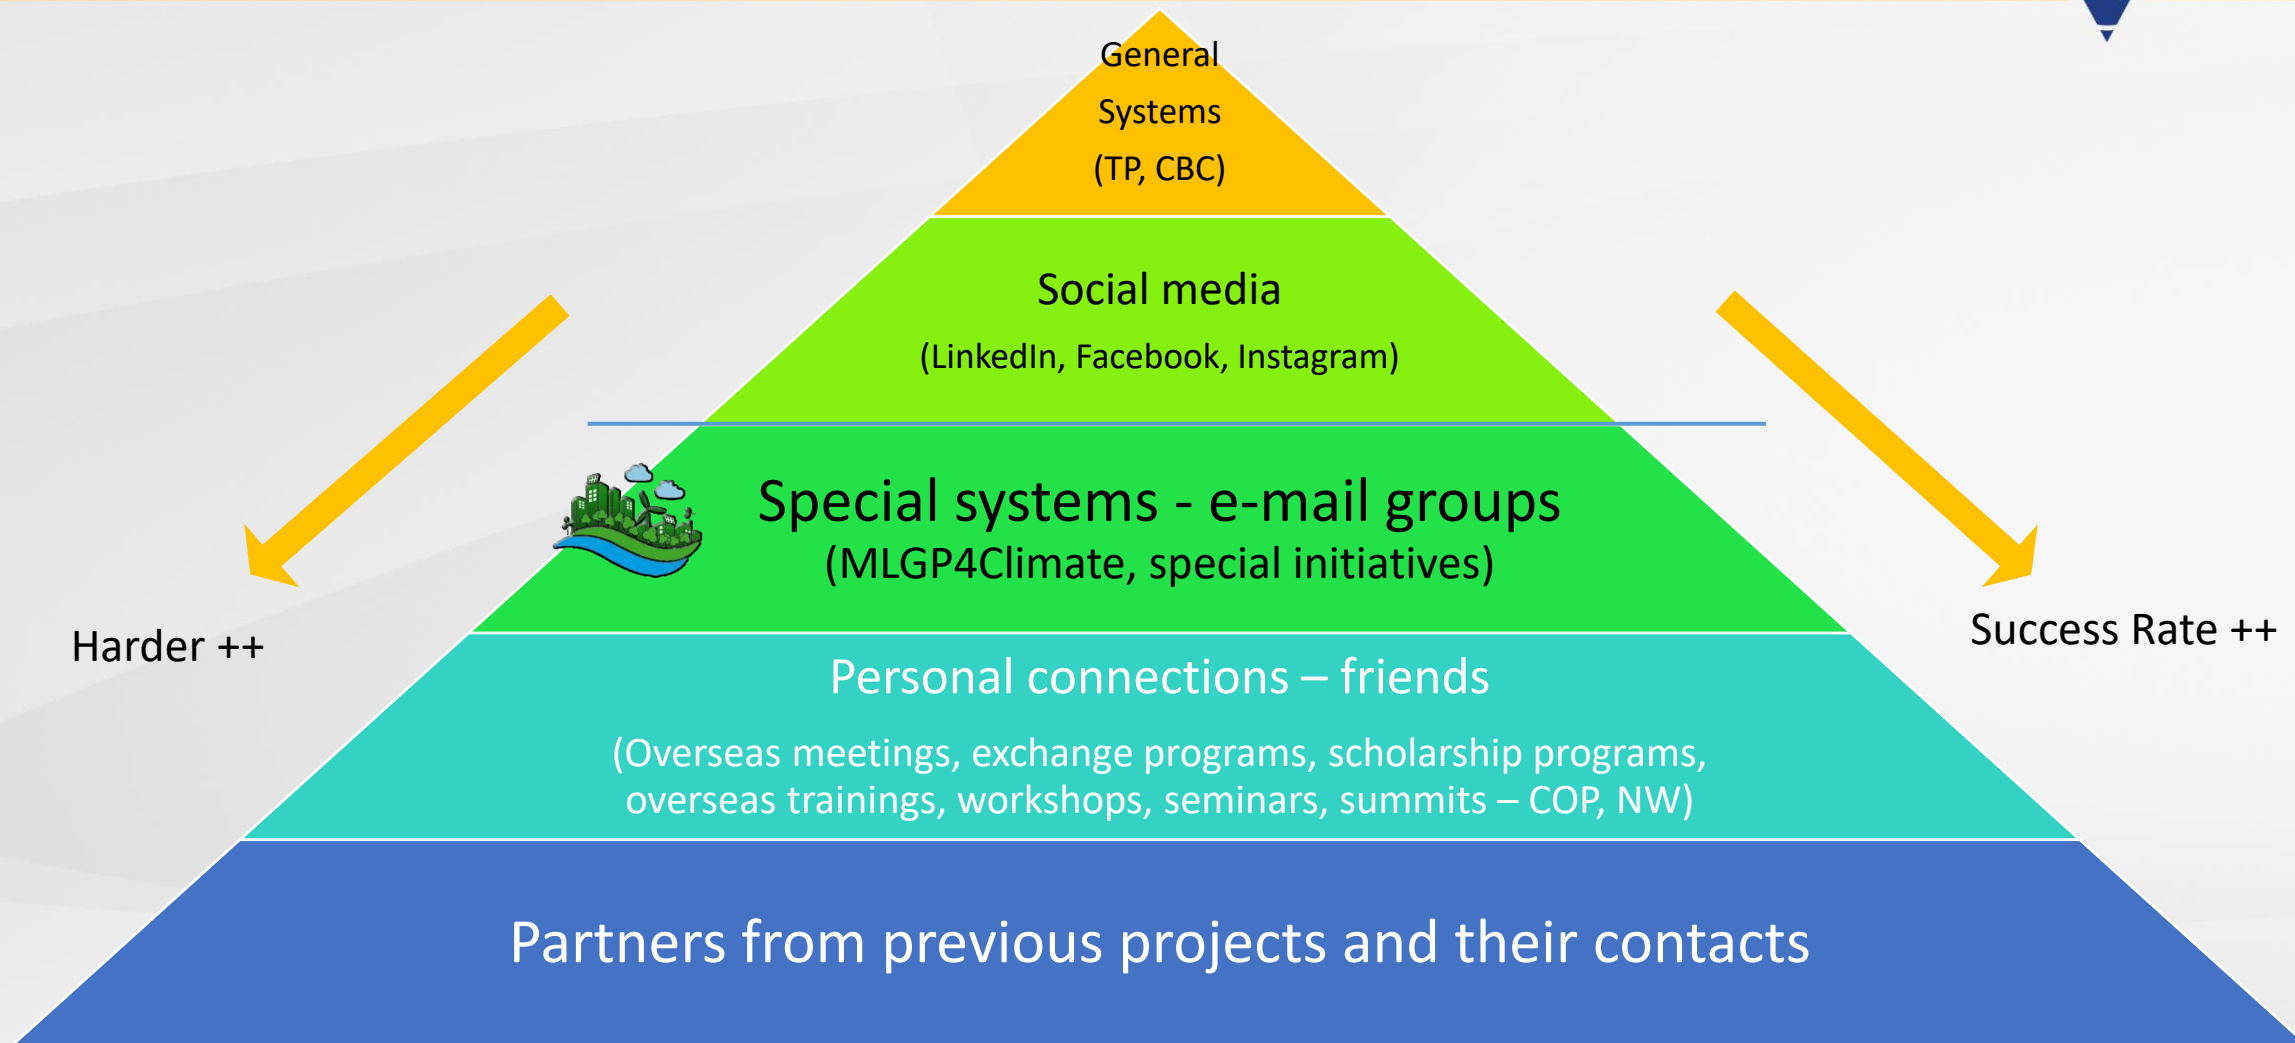 General
Systems
(TP, CBC)
Social media
(LinkedIn, Facebook, Instagram)
Special systems - e-mail groups
(MLGP4Climate, special initiatives)
Harder ++
Success Rate ++
Personal connections – friends
(Overseas meetings, exchange programs, scholarship programs,
overseas trainings, workshops, seminars, summits – COP, NW)
Partners from previous projects and their contacts